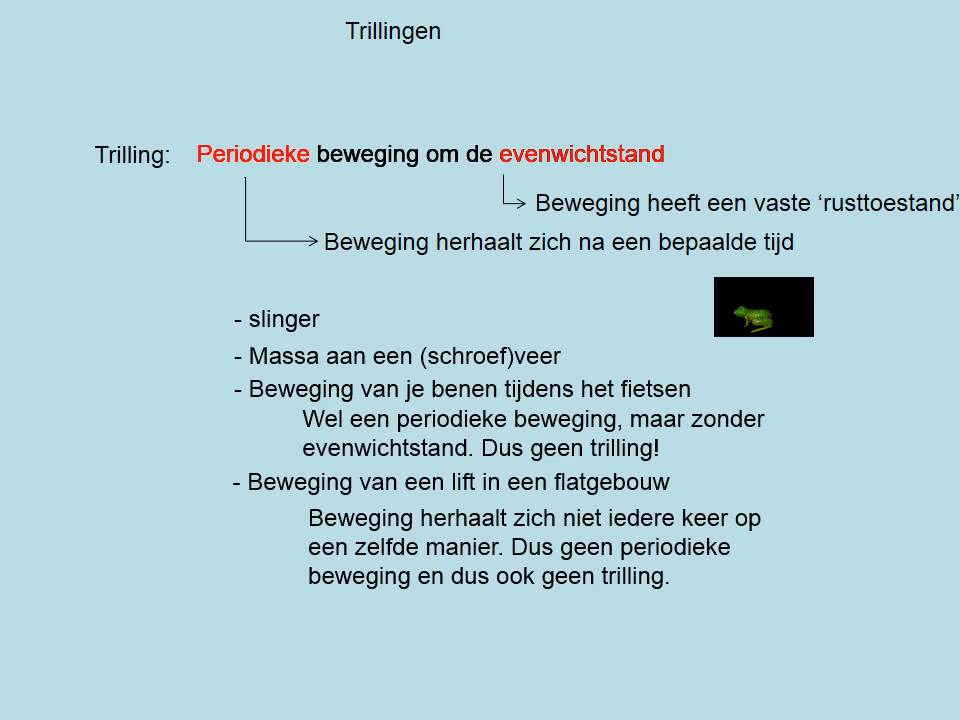 Trillingen
Trilling: Periodieke beweging om de evenwichtstand
Beweging heeft een vaste ‘rusttoestand’
Beweging herhaalt zich na een bepaalde tijd
- slinger
- Massa aan een (schroef)veer
- Beweging van je benen tijdens het fietsen
Wel een periodieke beweging, maar zonder
evenwichtstand. Dus geen trilling!
- Beweging van een lift in een flatgebouw
Beweging herhaalt zich niet iedere keer op
een zelfde manier. Dus geen periodieke
beweging en dus ook geen trilling.